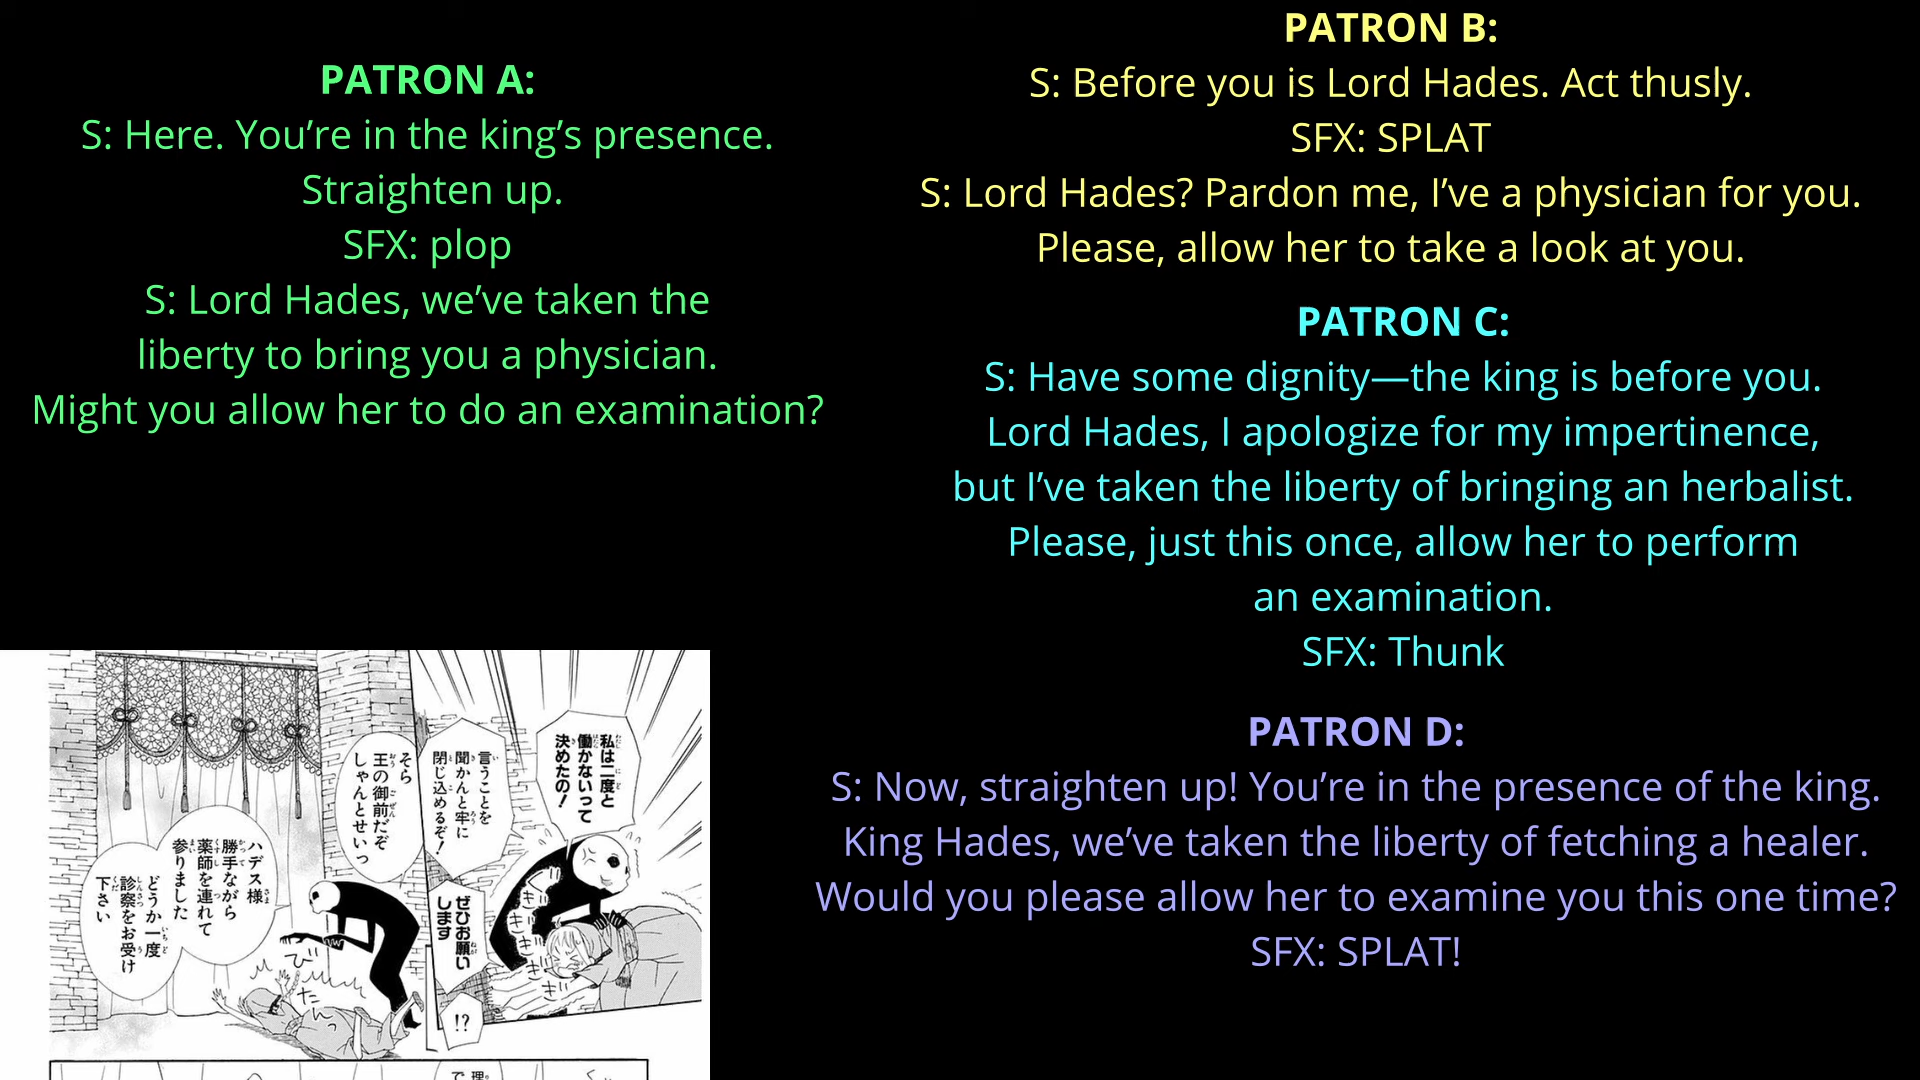 PATRON A:
S: Here. You’re in the king’s presence.
Straighten up.
SFX: plop
S: Lord Hades, we’ve taken the
liberty to bring you a physician.
Might you allow her to do an examination?
PATRON B:
S: Before you is Lord Hades. Act thusly.
SFX: SPLAT
S: Lord Hades? Pardon me, I’ve a physician for you.
Please, allow her to take a look at you.
PATRON C:
S: Have some dignity—the king is before you.
Lord Hades, I apologize for my impertinence,
but I’ve taken the liberty of bringing an herbalist.
Please, just this once, allow her to perform
an examination.
SFX: Thunk
PATRON D:
S: Now, straighten up! You’re in the presence of the king.
King Hades, we’ve taken the liberty of fetching a healer.
Would you please allow her to examine you this one time?
SFX: SPLAT!
私は二度と
働かないって
決めたの！
言うことを
聞かんと牢に
閉じ込めるぞ！
ぜひお願い
します
!?
そら
王の御前だぞ
しゃんとせいっ
ハデス様
勝手ながら
薬師を連れて
参りました
どうか一度
診察をお受け
下さい
びたーんっ